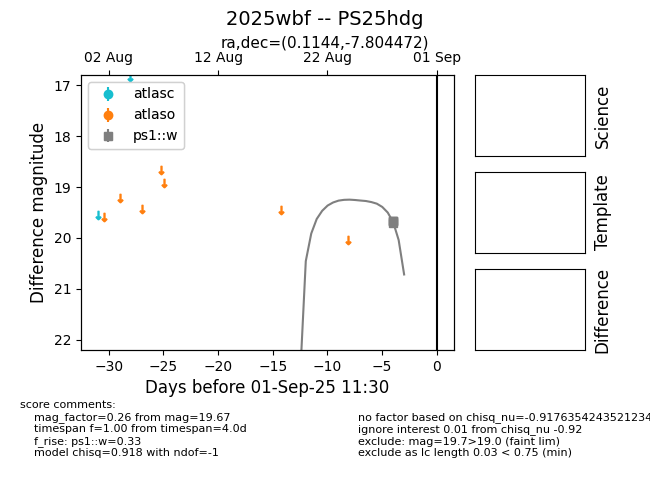 2025wbf -- PS25hdg
ra,dec=(0.1144,-7.804472)
02 Aug
12 Aug
22 Aug
01 Sep
17
18
19
20
21
22
Difference magnitude
atlasc
atlaso
ps1::w
−30
−25
−20
−15
−10
−5
0
Days before 01-Sep-25 11:30
Science
Template
Difference
score comments:
mag_factor=0.26 from mag=19.67
timespan f=1.00 from timespan=4.0d
f_rise: ps1::w=0.33
model chisq=0.918 with ndof=-1
no factor based on chisq_nu=-0.9176354243521234
ignore interest 0.01 from chisq_nu -0.92
exclude: mag=19.7>19.0 (faint lim)
exclude as lc length 0.03 < 0.75 (min)